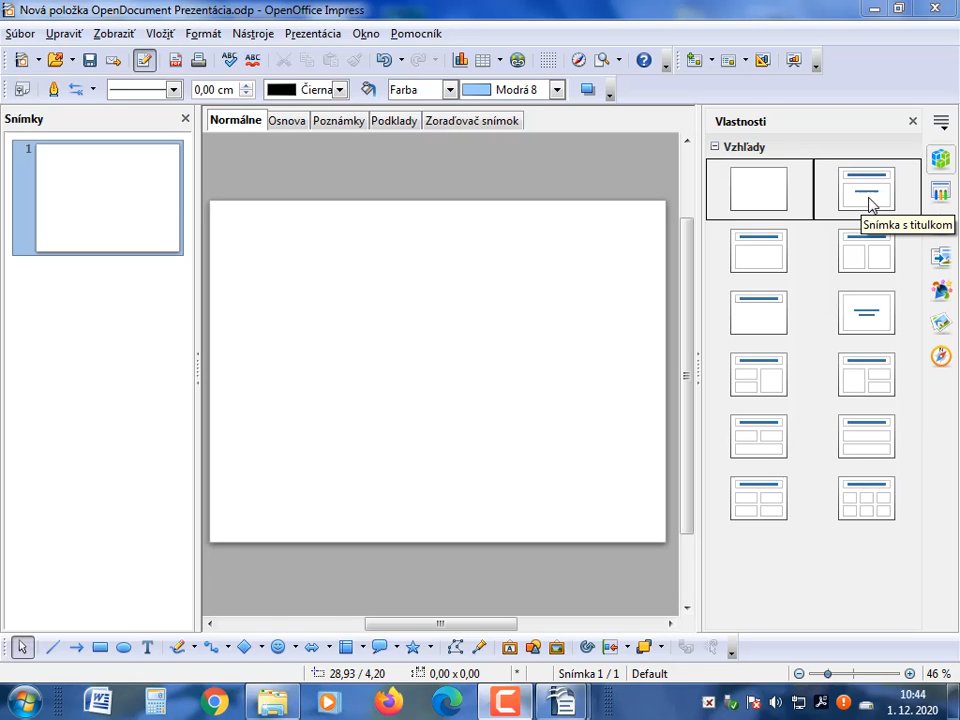 Nová položka OpenDocument Prezentácia.odp - OpenOffice Impress
Súbor Upraviť Zobraziť Vložiť Formát Nástroje Prezentácia Okno Pomocník
0,00 cm Čierna Farba Modrá 8
Snímky
Normálne Osnova Poznámky Podklady Zoraďovač snímok
Vlastnosti
Vzhľady
1
Snímka s titulkom
28,93 / 4,20 0,00 x 0,00 * Snímka 1 / 1 Default 46 %
10:44
1. 12. 2020